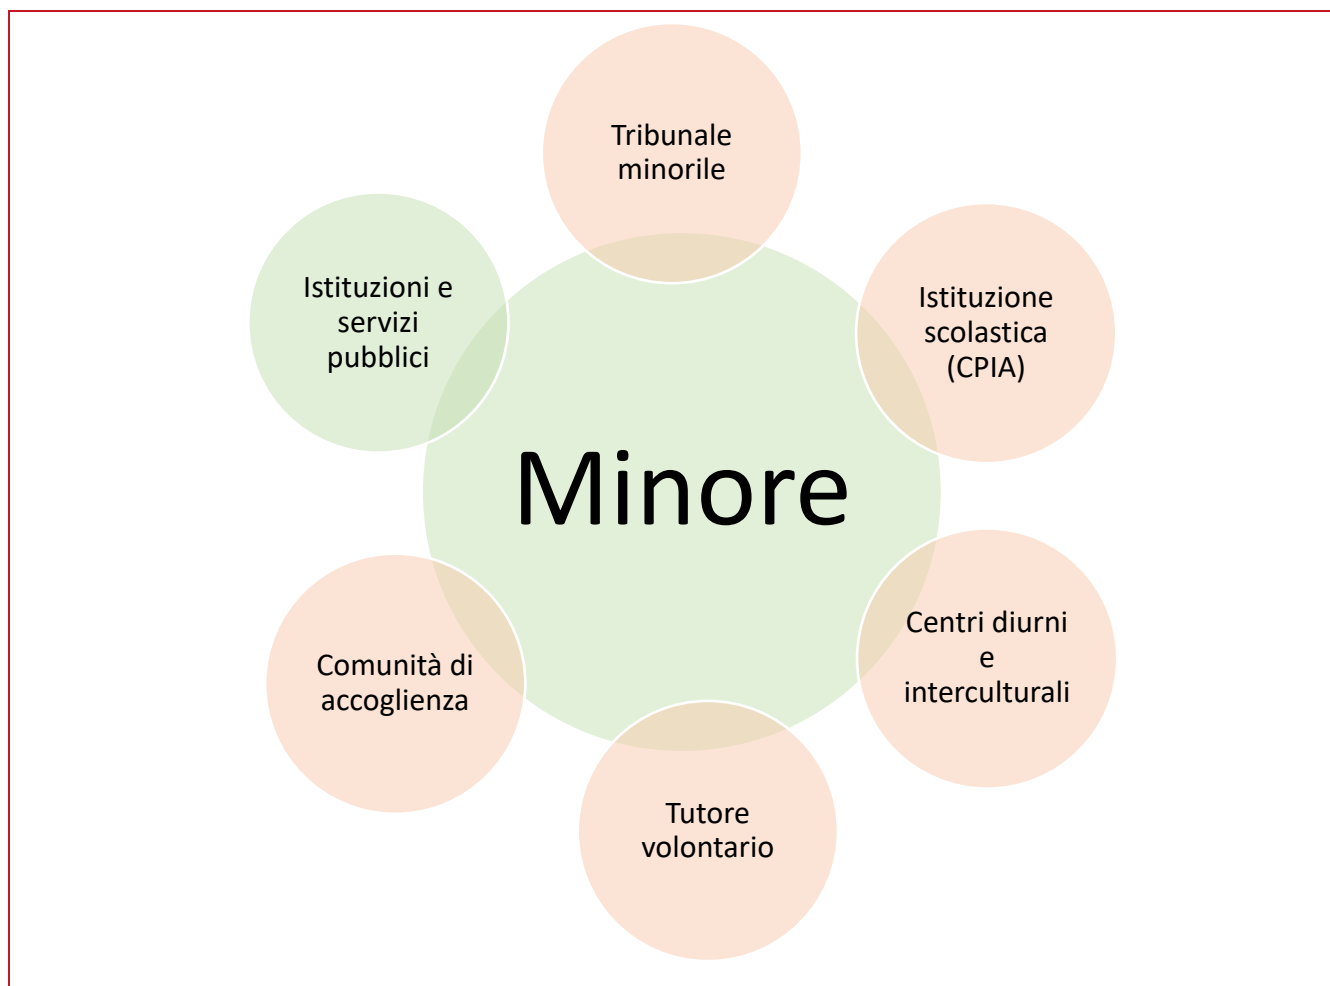 Tribunale
minorile
Istituzioni e
servizi
pubblici
Istituzione
scolastica
(CPIA)
Minore
Centri diurni
e
interculturali
Comunità di
accoglienza
Tutore
volontario